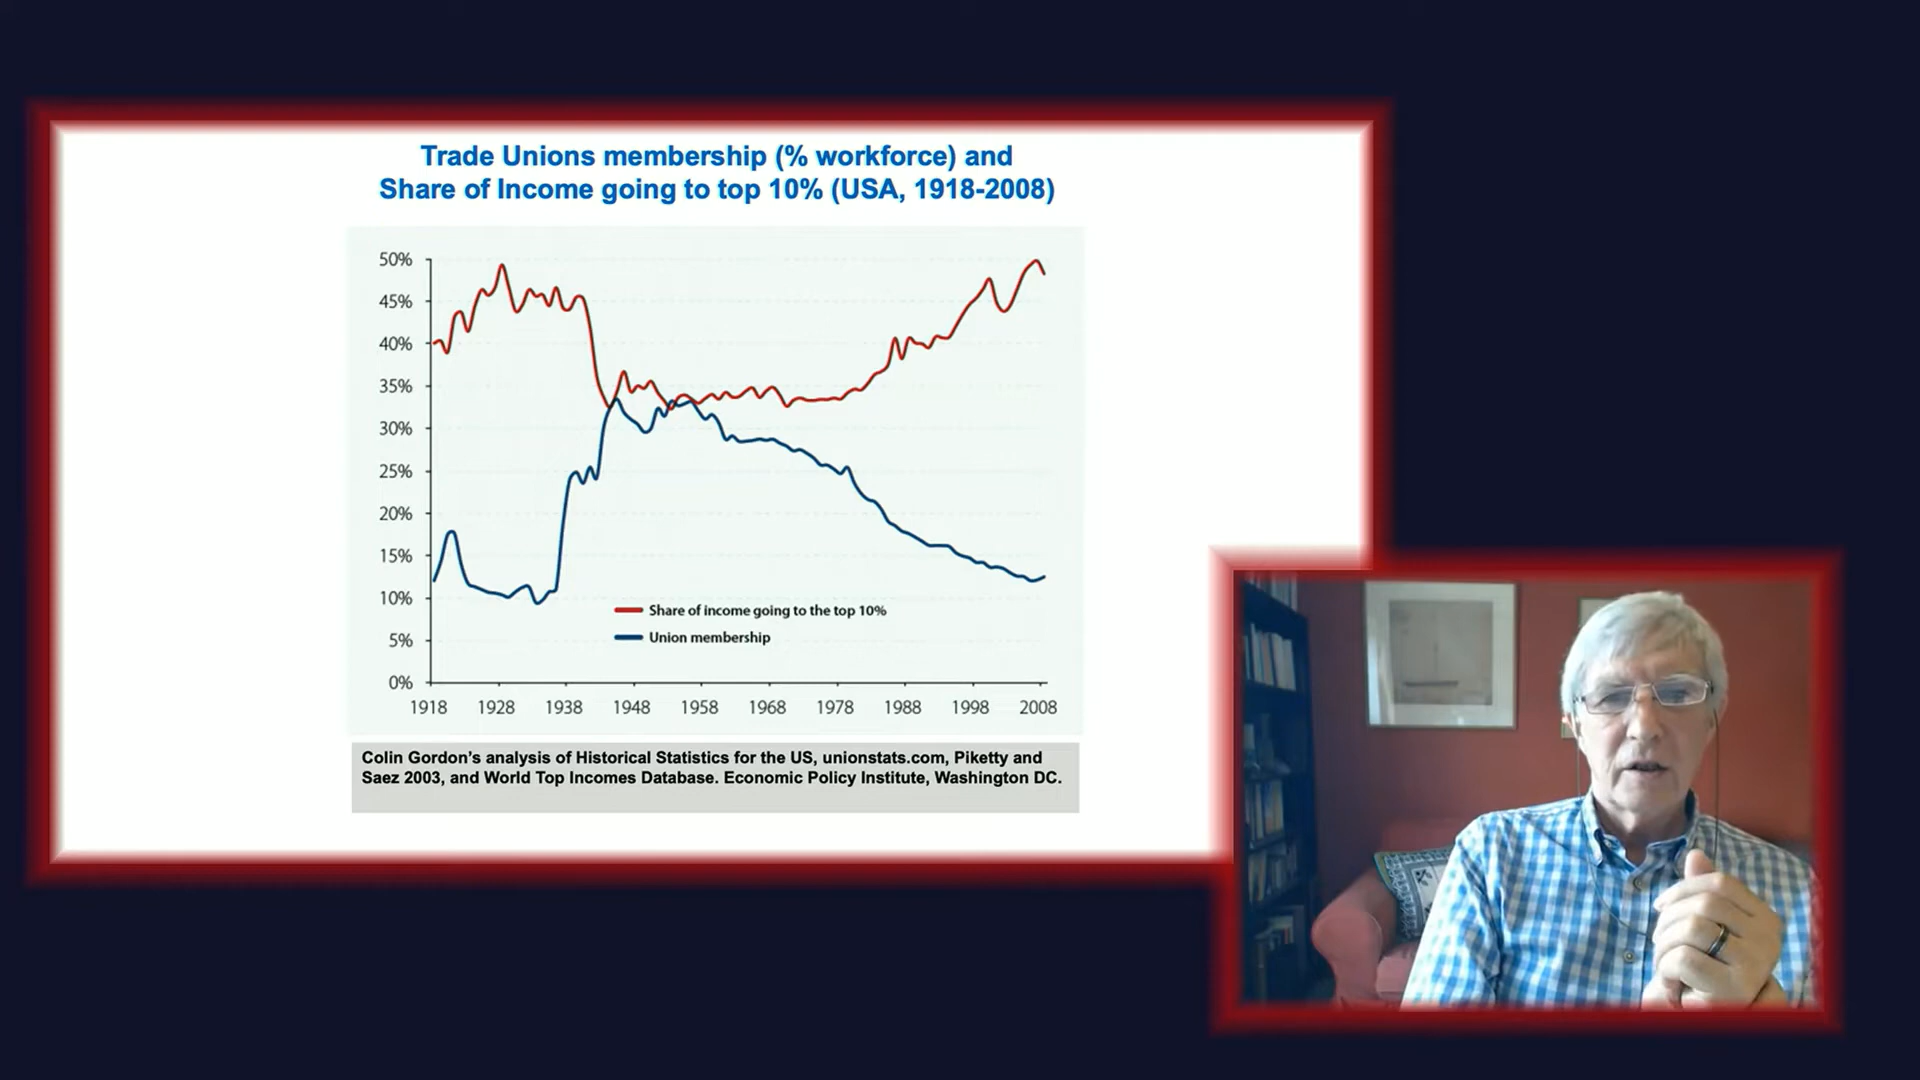 Trade Unions membership (% workforce) and
Share of Income going to top 10% (USA, 1918-2008)
50%
45%
40%
35%
30%
25%
20%
15%
10%
5%
0%
Share of income going to the top 10%
Union membership
1918 1928 1938 1948 1958 1968 1978 1988 1998 2008
Colin Gordon's analysis of Historical Statistics for the US, unionstats.com, Piketty and
Saez 2003, and World Top Incomes Database. Economic Policy Institute, Washington DC.